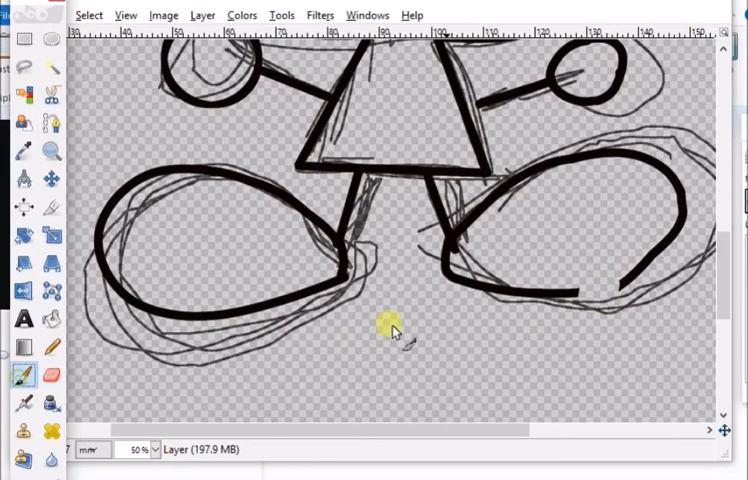 Select View Image Layer Colors Tools Filters Windows Help
30 40 50 60 70 80 90 100 110 120 130 140 150
mm 50% Layer (197.9 MB)